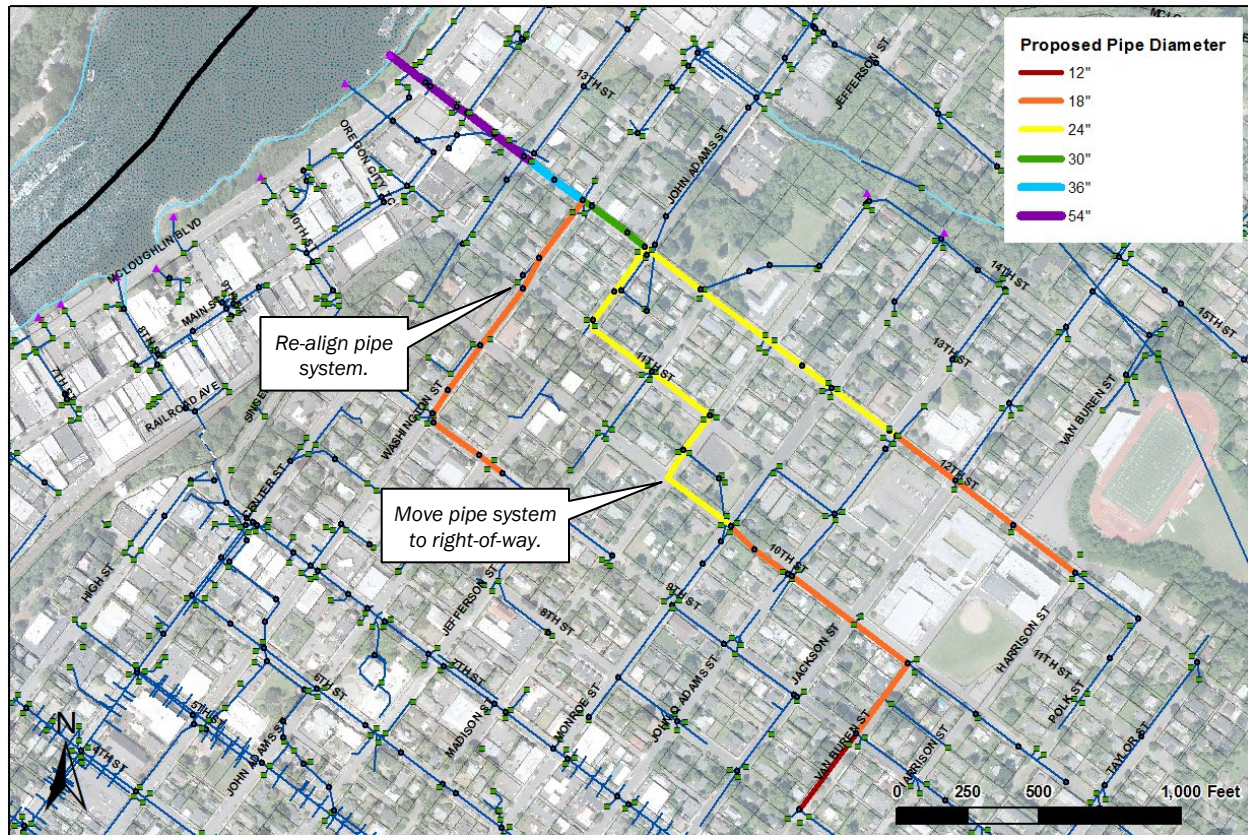 Proposed Pipe Diameter
12"
18"
24"
30"
36"
54"
JEFFERSON ST
13TH ST
OREGON CITY T.C.
JOHN ADAMS ST
MCLOUGHLIN BLVD
10TH ST
MAIN ST
9TH ST
8TH ST
7TH ST
RAILROAD AVE
Re-align pipe
system.
14TH ST
15TH ST
13TH ST
11TH ST
VAN BUREN ST
WASHINGTON ST
CENTER ST
HIGH ST
Move pipe system
to right-of-way.
12TH ST
10TH ST
9TH ST
JEFFERSON ST
8TH ST
7TH ST
JACKSON ST
HARRISON ST
11TH ST
POLK ST
TAYLOR ST
6TH ST
5TH ST
4TH ST
MADISON ST
MONROE ST
JOHN Q ADAMS ST
VAN BUREN ST
JOHN ADAMS ST
N
0 250 500 1,000 Feet